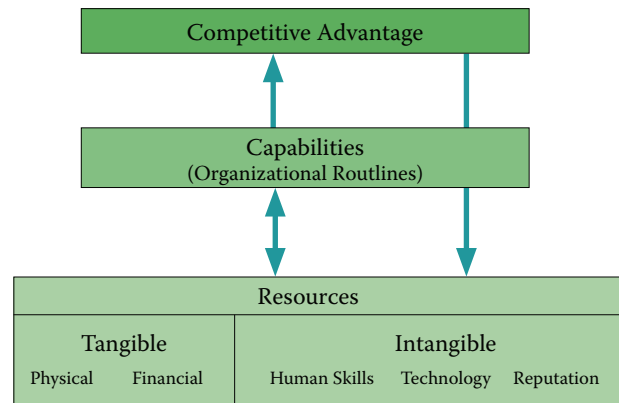 Competitive Advantage
Capabilities
(Organizational Routlines)
Resources
Tangible
Intangible
Physical Financial
Human Skills Technology Reputation